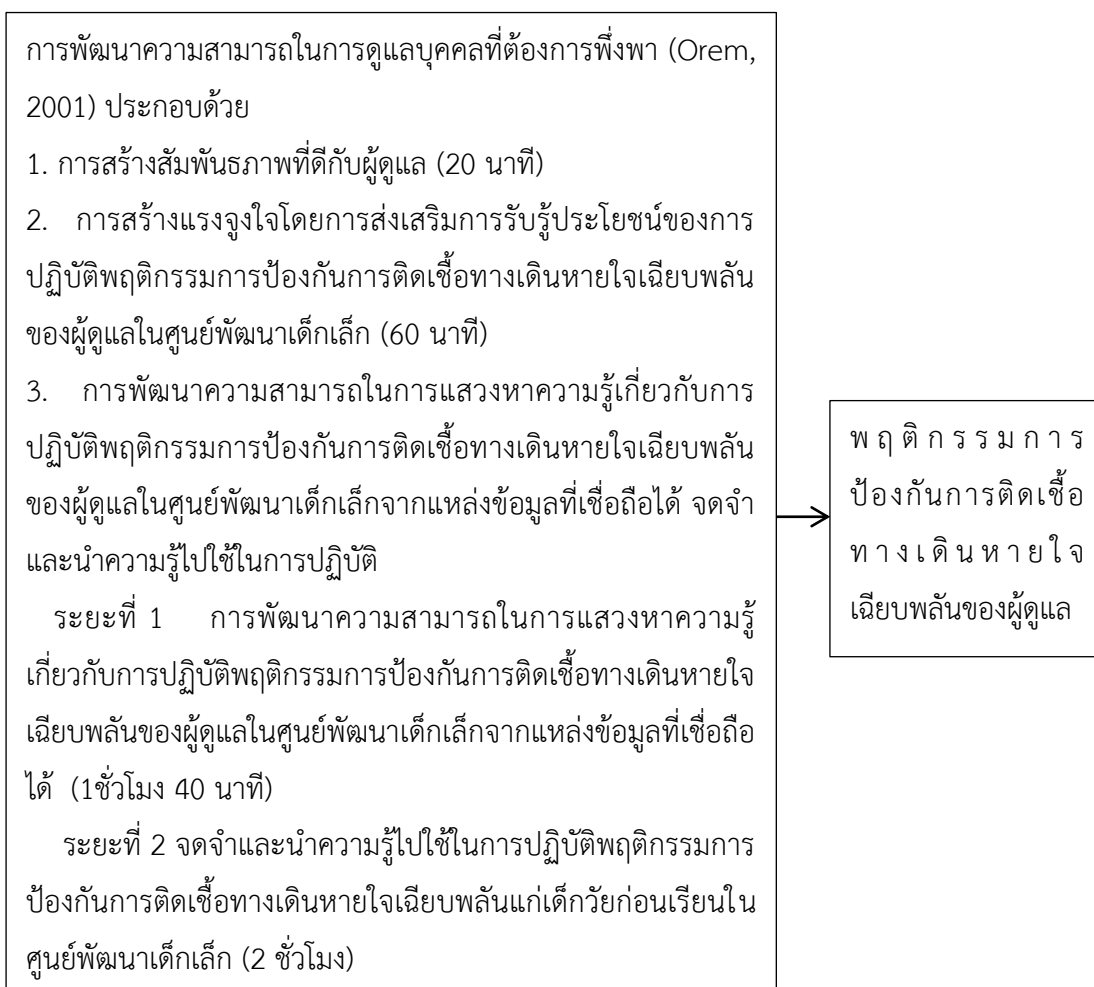 การพัฒนาความสามารถในการดูแลบุคคลที่ต้องการพึ่งพา (Orem,
2001) ประกอบด้วย
1. การสร้างสัมพันธภาพที่ดีกับผู้ดูแล (20 นาที)
2. การสร้างแรงจูงใจโดยการส่งเสริมการรับรู้ประโยชน์ของการ
ปฏิบัติพฤติกรรมการป้องกันการติดเชื้อทางเดินหายใจเฉียบพลัน
ของผู้ดูแลในศูนย์พัฒนาเด็กเล็ก (60 นาที)
3. การพัฒนาความสามารถในการแสวงหาความรู้เกี่ยวกับการ
ปฏิบัติพฤติกรรมการป้องกันการติดเชื้อทางเดินหายใจเฉียบพลัน
ของผู้ดูแลในศูนย์พัฒนาเด็กเล็กจากแหล่งข้อมูลที่เชื่อถือได้ จดจำ
และนำความรู้ไปใช้ในการปฏิบัติ
ระยะที่ 1 การพัฒนาความสามารถในการแสวงหาความรู้
เกี่ยวกับการปฏิบัติพฤติกรรมการป้องกันการติดเชื้อทางเดินหายใจ
เฉียบพลันของผู้ดูแลในศูนย์พัฒนาเด็กเล็กจากแหล่งข้อมูลที่เชื่อถือ
ได้ (1ชั่วโมง 40 นาที)
ระยะที่ 2 จดจำและนำความรู้ไปใช้ในการปฏิบัติพฤติกรรมการ
ป้องกันการติดเชื้อทางเดินหายใจเฉียบพลันแก่เด็กวัยก่อนเรียนใน
ศูนย์พัฒนาเด็กเล็ก (2 ชั่วโมง)
พฤติกรรมการ
ป้องกันการติดเชื้อ
ทางเดินหายใจ
เฉียบพลันของผู้ดูแล